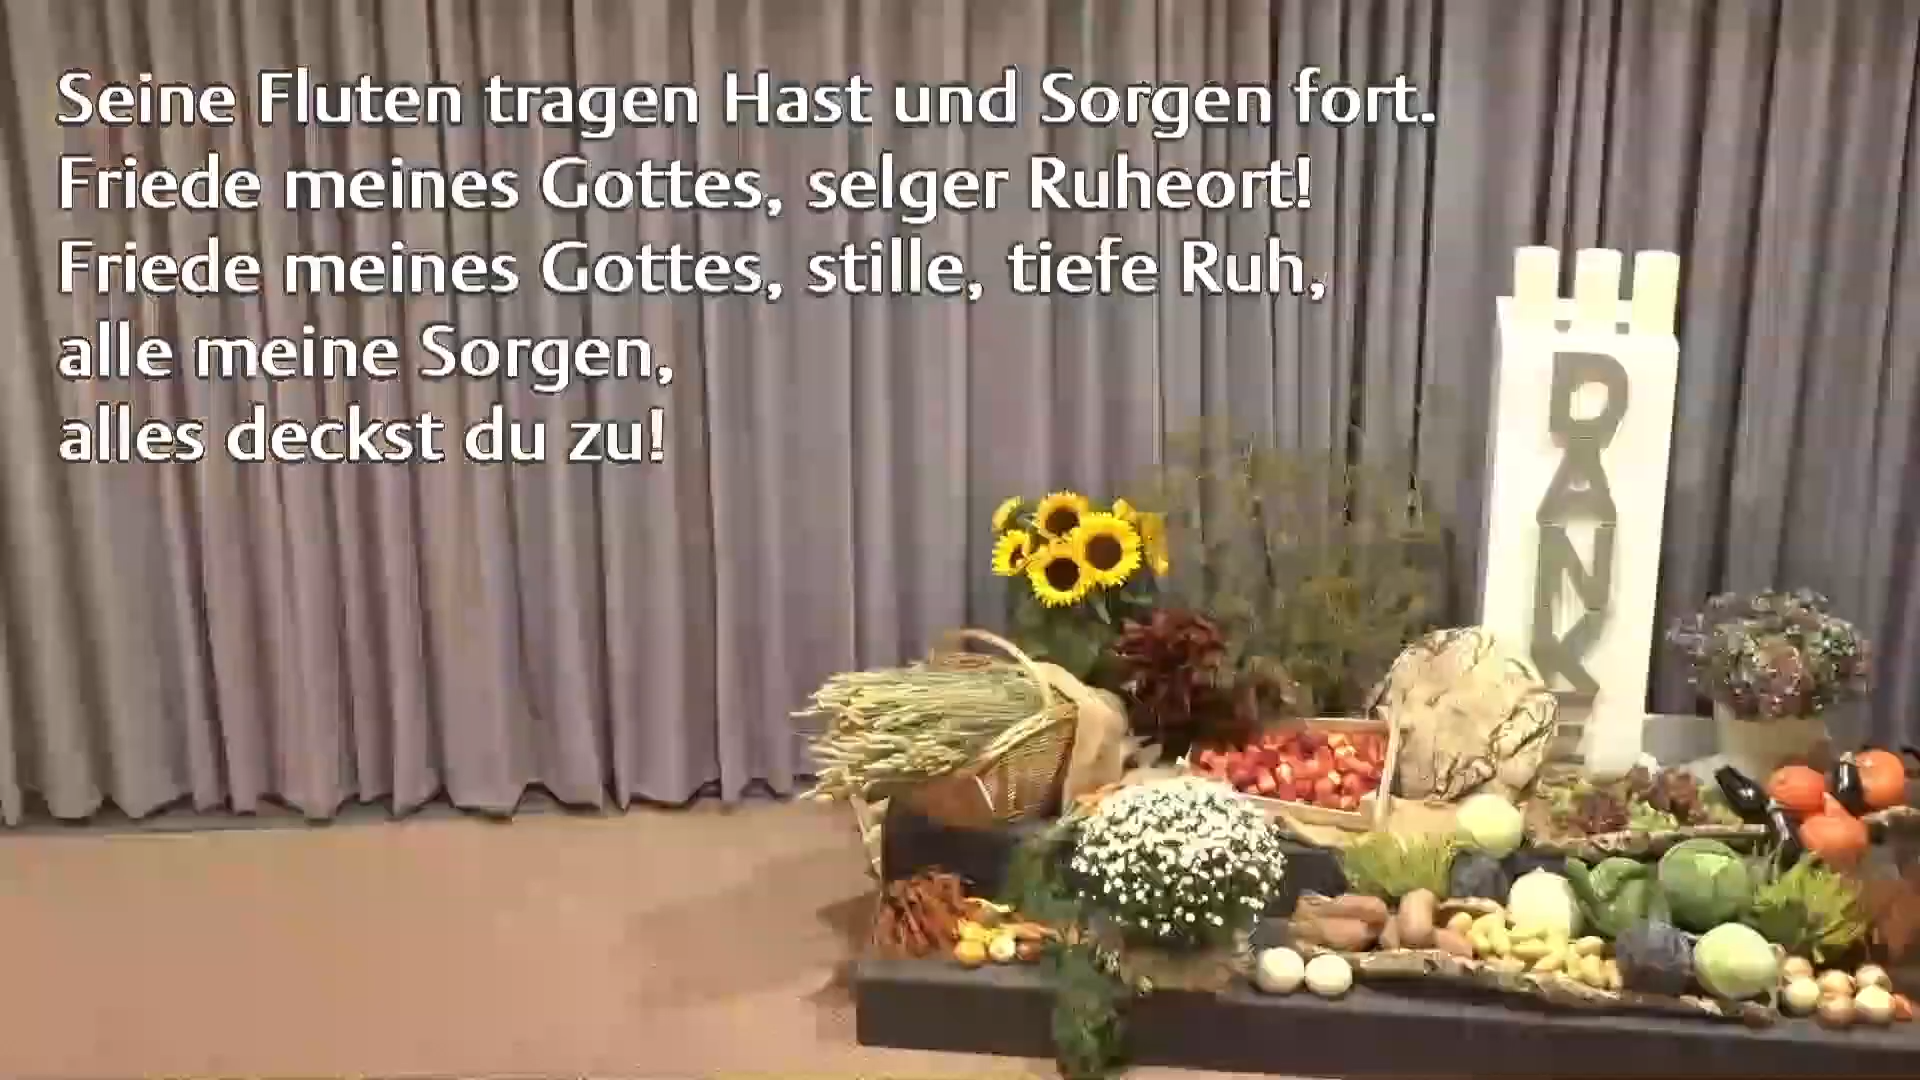 Seine Fluten tragen Hast und Sorgen fort.
Friede meines Gottes, selger Ruheort!
Friede meines Gottes, stille, tiefe Ruh,
alle meine Sorgen,
alles deckst du zu!
DANK